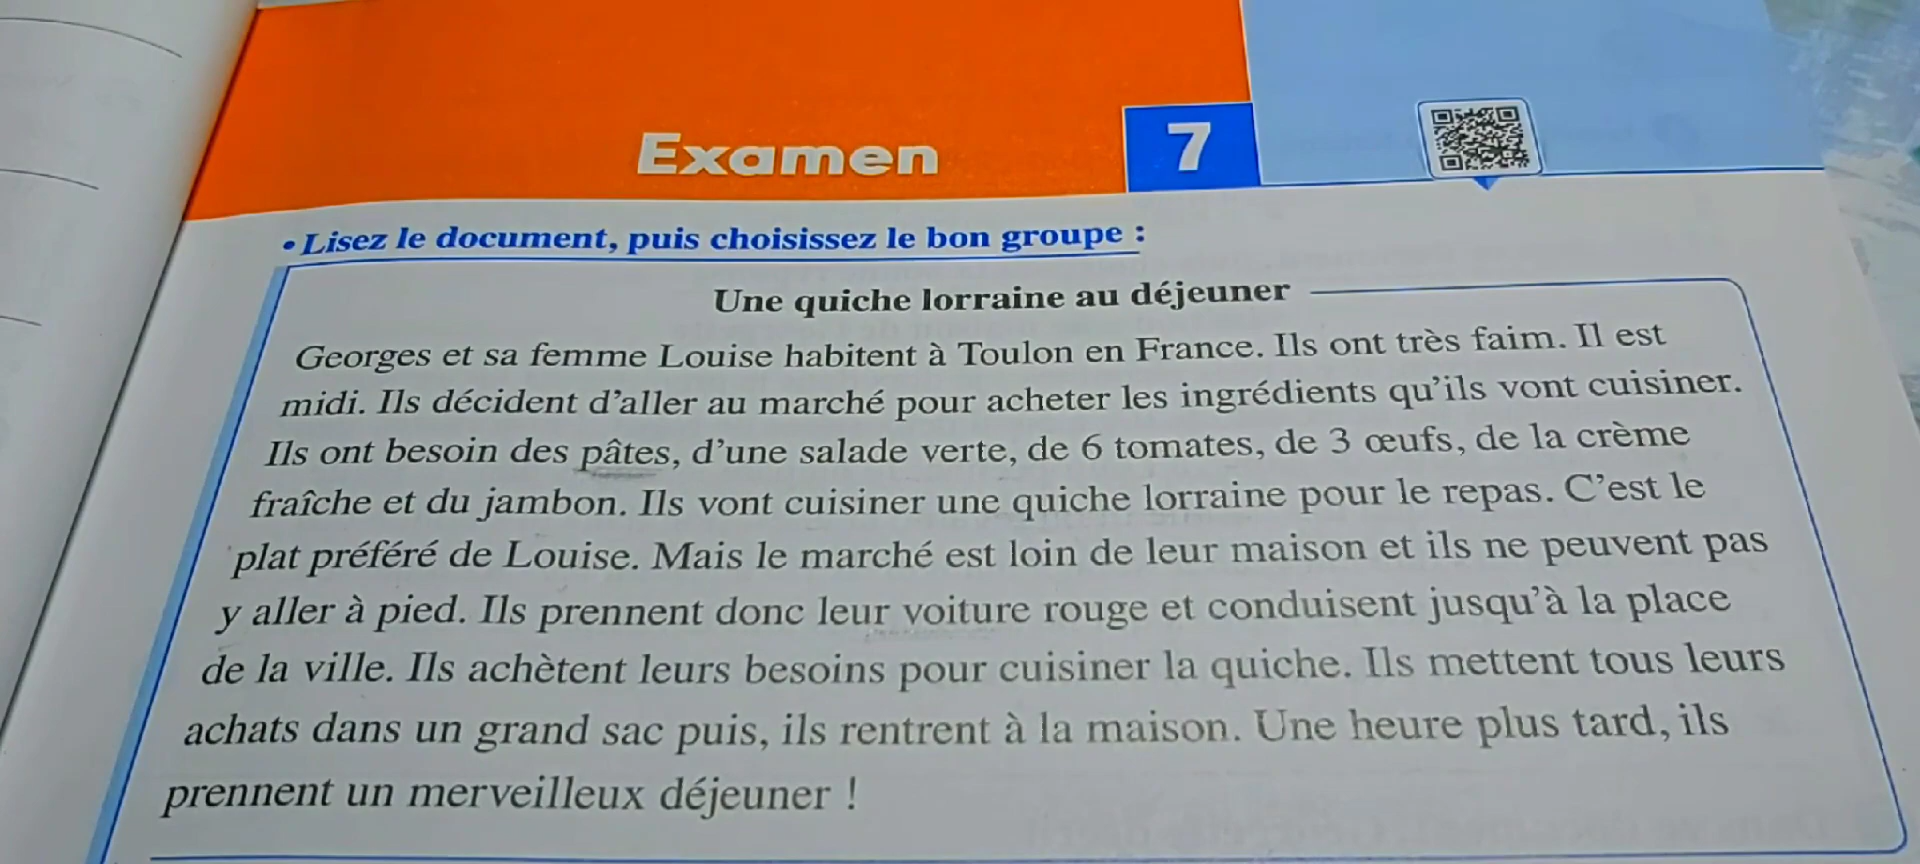 Examen 7
• Lisez le document, puis choisissez le bon groupe :
Une quiche lorraine au déjeuner
Georges et sa femme Louise habitent à Toulon en France. Ils ont très faim. Il est
midi. Ils décident d'aller au marché pour acheter les ingrédients qu'ils vont cuisiner.
Ils ont besoin des pâtes, d'une salade verte, de 6 tomates, de 3 œufs, de la crème
fraîche et du jambon. Ils vont cuisiner une quiche lorraine pour le repas. C'est le
plat préféré de Louise. Mais le marché est loin de leur maison et ils ne peuvent pas
y aller à pied. Ils prennent donc leur voiture rouge et conduisent jusqu'à la place
de la ville. Ils achètent leurs besoins pour cuisiner la quiche. Ils mettent tous leurs
achats dans un grand sac puis, ils rentrent à la maison. Une heure plus tard, ils
prennent un merveilleux déjeuner !